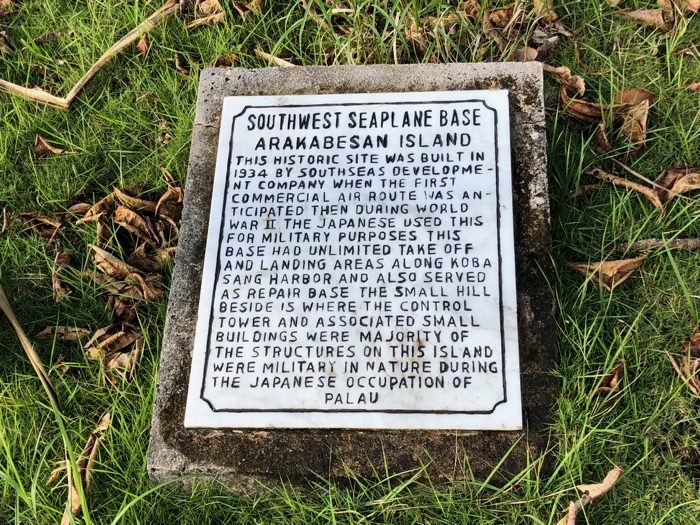 SOUTHWEST SEAPLANE BASE
ARAKABESAN ISLAND
THIS HISTORIC SITE WAS BUILT IN
1934 BY SOUTHSEAS DEVELOPME-
NT COMPANY WHEN THE FIRST
COMMERCIAL AIR ROUTE WAS AN-
TICIPATED THEN DURING WORLD
WAR II THE JAPANESE USED THIS
FOR MILITARY PURPOSES THIS
BASE HAD UNLIMITED TAKE OFF
AND LANDING AREAS ALONG KOBA
SANG HARBOR AND ALSO SERVED
AS REPAIR BASE THE SMALL HILL
BESIDE IS WHERE THE CONTROL
TOWER AND ASSOCIATED SMALL
BUILDINGS WERE MAJORITY OF
THE STRUCTURES ON THIS ISLAND
WERE MILITARY IN NATURE DURING
THE JAPANESE OCCUPATION OF
PALAU